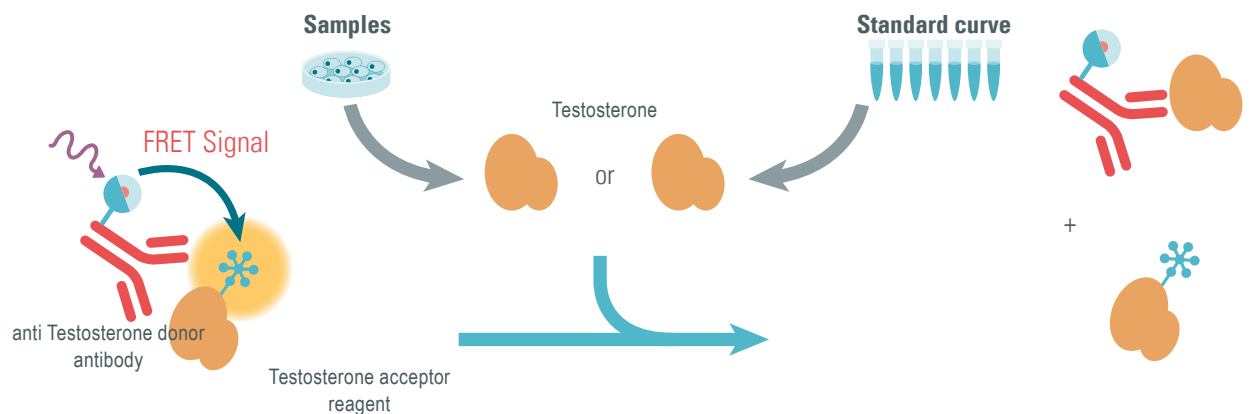 Samples
Standard curve
Testosterone
FRET Signal
or
+
anti Testosterone donor
antibody
Testosterone acceptor
reagent